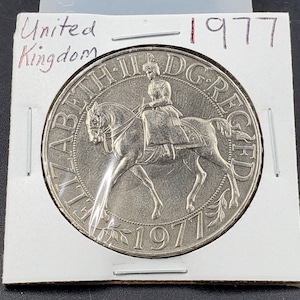 United 1977
Kingdom
ELIZABETH·II D·G·REG F·D
1977